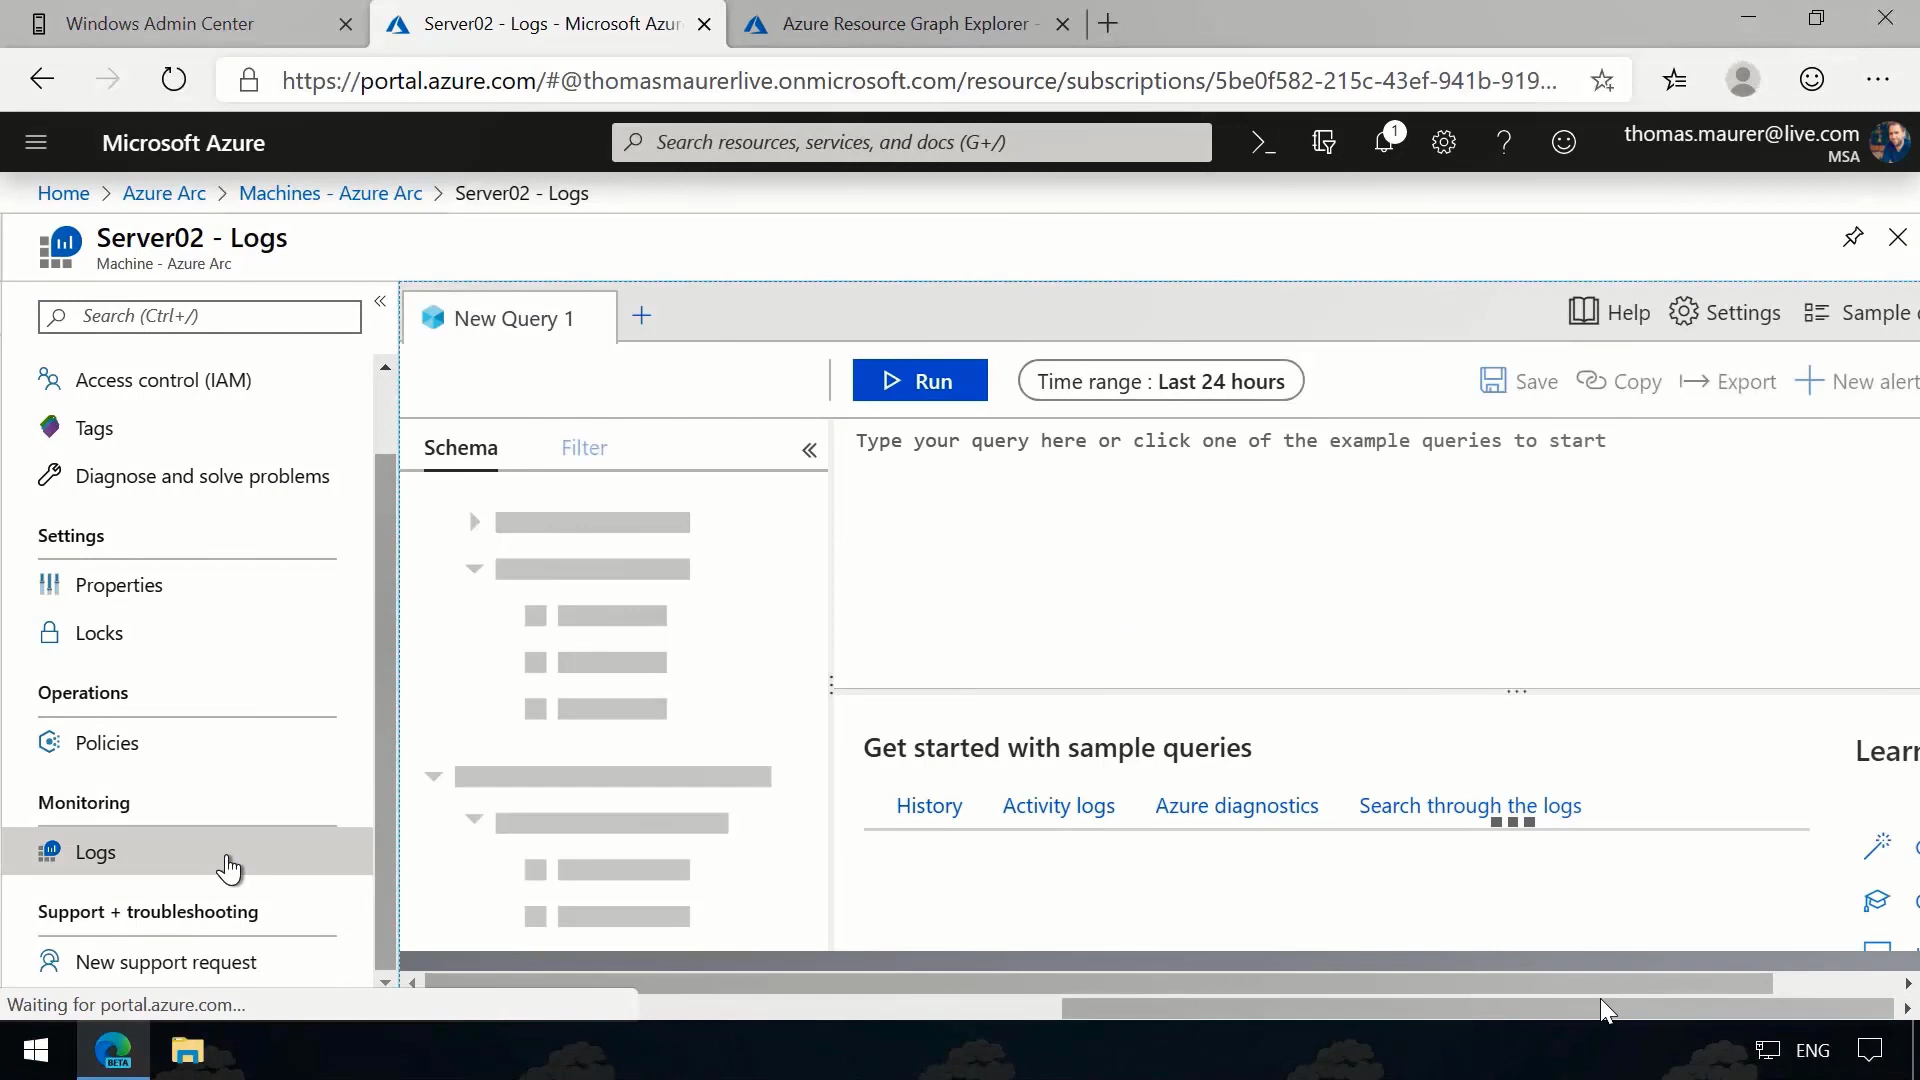 Windows Admin Center
Server02 - Logs - Microsoft Azur
Azure Resource Graph Explorer -
https://portal.azure.com/#@thomasmaurerlive.onmicrosoft.com/resource/subscriptions/5be0f582-215c-43ef-941b-919...
Microsoft Azure
Search resources, services, and docs (G+/)
1
thomas.maurer@live.com
MSA
Home > Azure Arc > Machines - Azure Arc > Server02 - Logs
Server02 - Logs
Machine - Azure Arc
Search (Ctrl+/)
Access control (IAM)
Tags
Diagnose and solve problems
Settings
Properties
Locks
Operations
Policies
Monitoring
Logs
Support + troubleshooting
New support request
New Query 1
Help
Settings
Sample
Run
Time range : Last 24 hours
Save
Copy
Export
New alert
Schema
Filter
Type your query here or click one of the example queries to start
Get started with sample queries
Lear
History
Activity logs
Azure diagnostics
Search through the logs
Waiting for portal.azure.com...
BETA
ENG